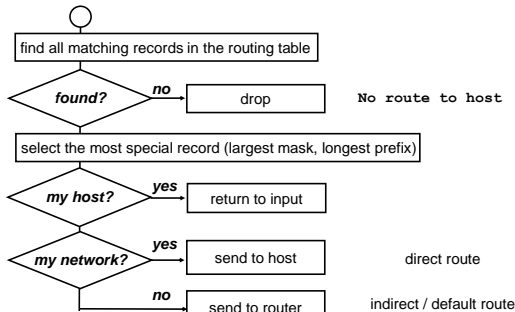 find all matching records in the routing table
found?
no
drop
No route to host
select the most special record (largest mask, longest prefix)
my host?
yes
return to input
my network?
yes
send to host
direct route
no
send to router
indirect / default route